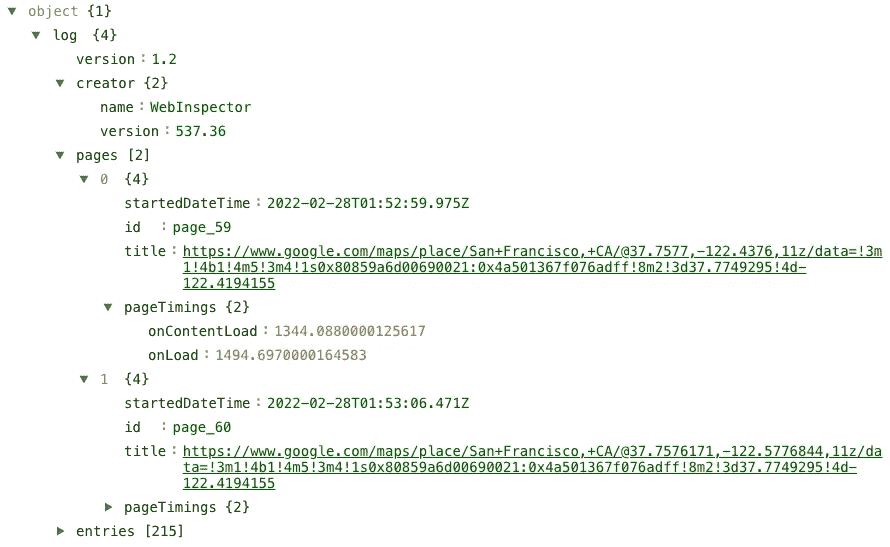 ▼ object {1}
▼ log {4}
version : 1.2
▼ creator {2}
name : WebInspector
version : 537.36
▼ pages [2]
▼ 0 {4}
startedDateTime : 2022-02-28T01:52:59.975Z
id : page_59
title : https://www.google.com/maps/place/San+Francisco,+CA/@37.7577,-122.4376,11z/data=!3m
1!4b1!4m5!3m4!1s0x80859a6d00690021:0x4a501367f076adff!8m2!3d37.7749295!4d-
122.4194155
▼ pageTimings {2}
onContentLoad : 1344.0880000125617
onLoad : 1494.6970000164583
▼ 1 {4}
startedDateTime : 2022-02-28T01:53:06.471Z
id : page_60
title : https://www.google.com/maps/place/San+Francisco,+CA/@37.7576171,-122.5776844,11z/da
ta=!3m1!4b1!4m5!3m4!1s0x80859a6d00690021:0x4a501367f076adff!8m2!3d37.7749295!4d-
122.4194155
► pageTimings {2}
► entries [215]